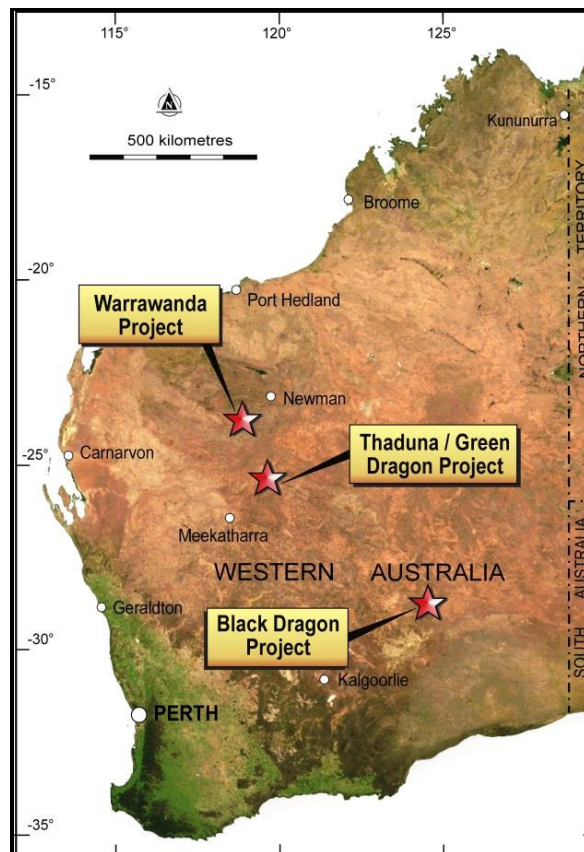 115°
120°
125°
-15°
N
500 kilometres
Kununurra
Broome
NORTHERN TERRITORY
-20°
Warrawanda
Project
Port Hedland
Newman
Thaduna / Green
Dragon Project
-25°
Carnarvon
Meekatharra
WESTERN AUSTRALIA
SOUTH AUSTRALIA
Geraldton
Black Dragon
Project
-30°
Kalgoorlie
PERTH
-35°